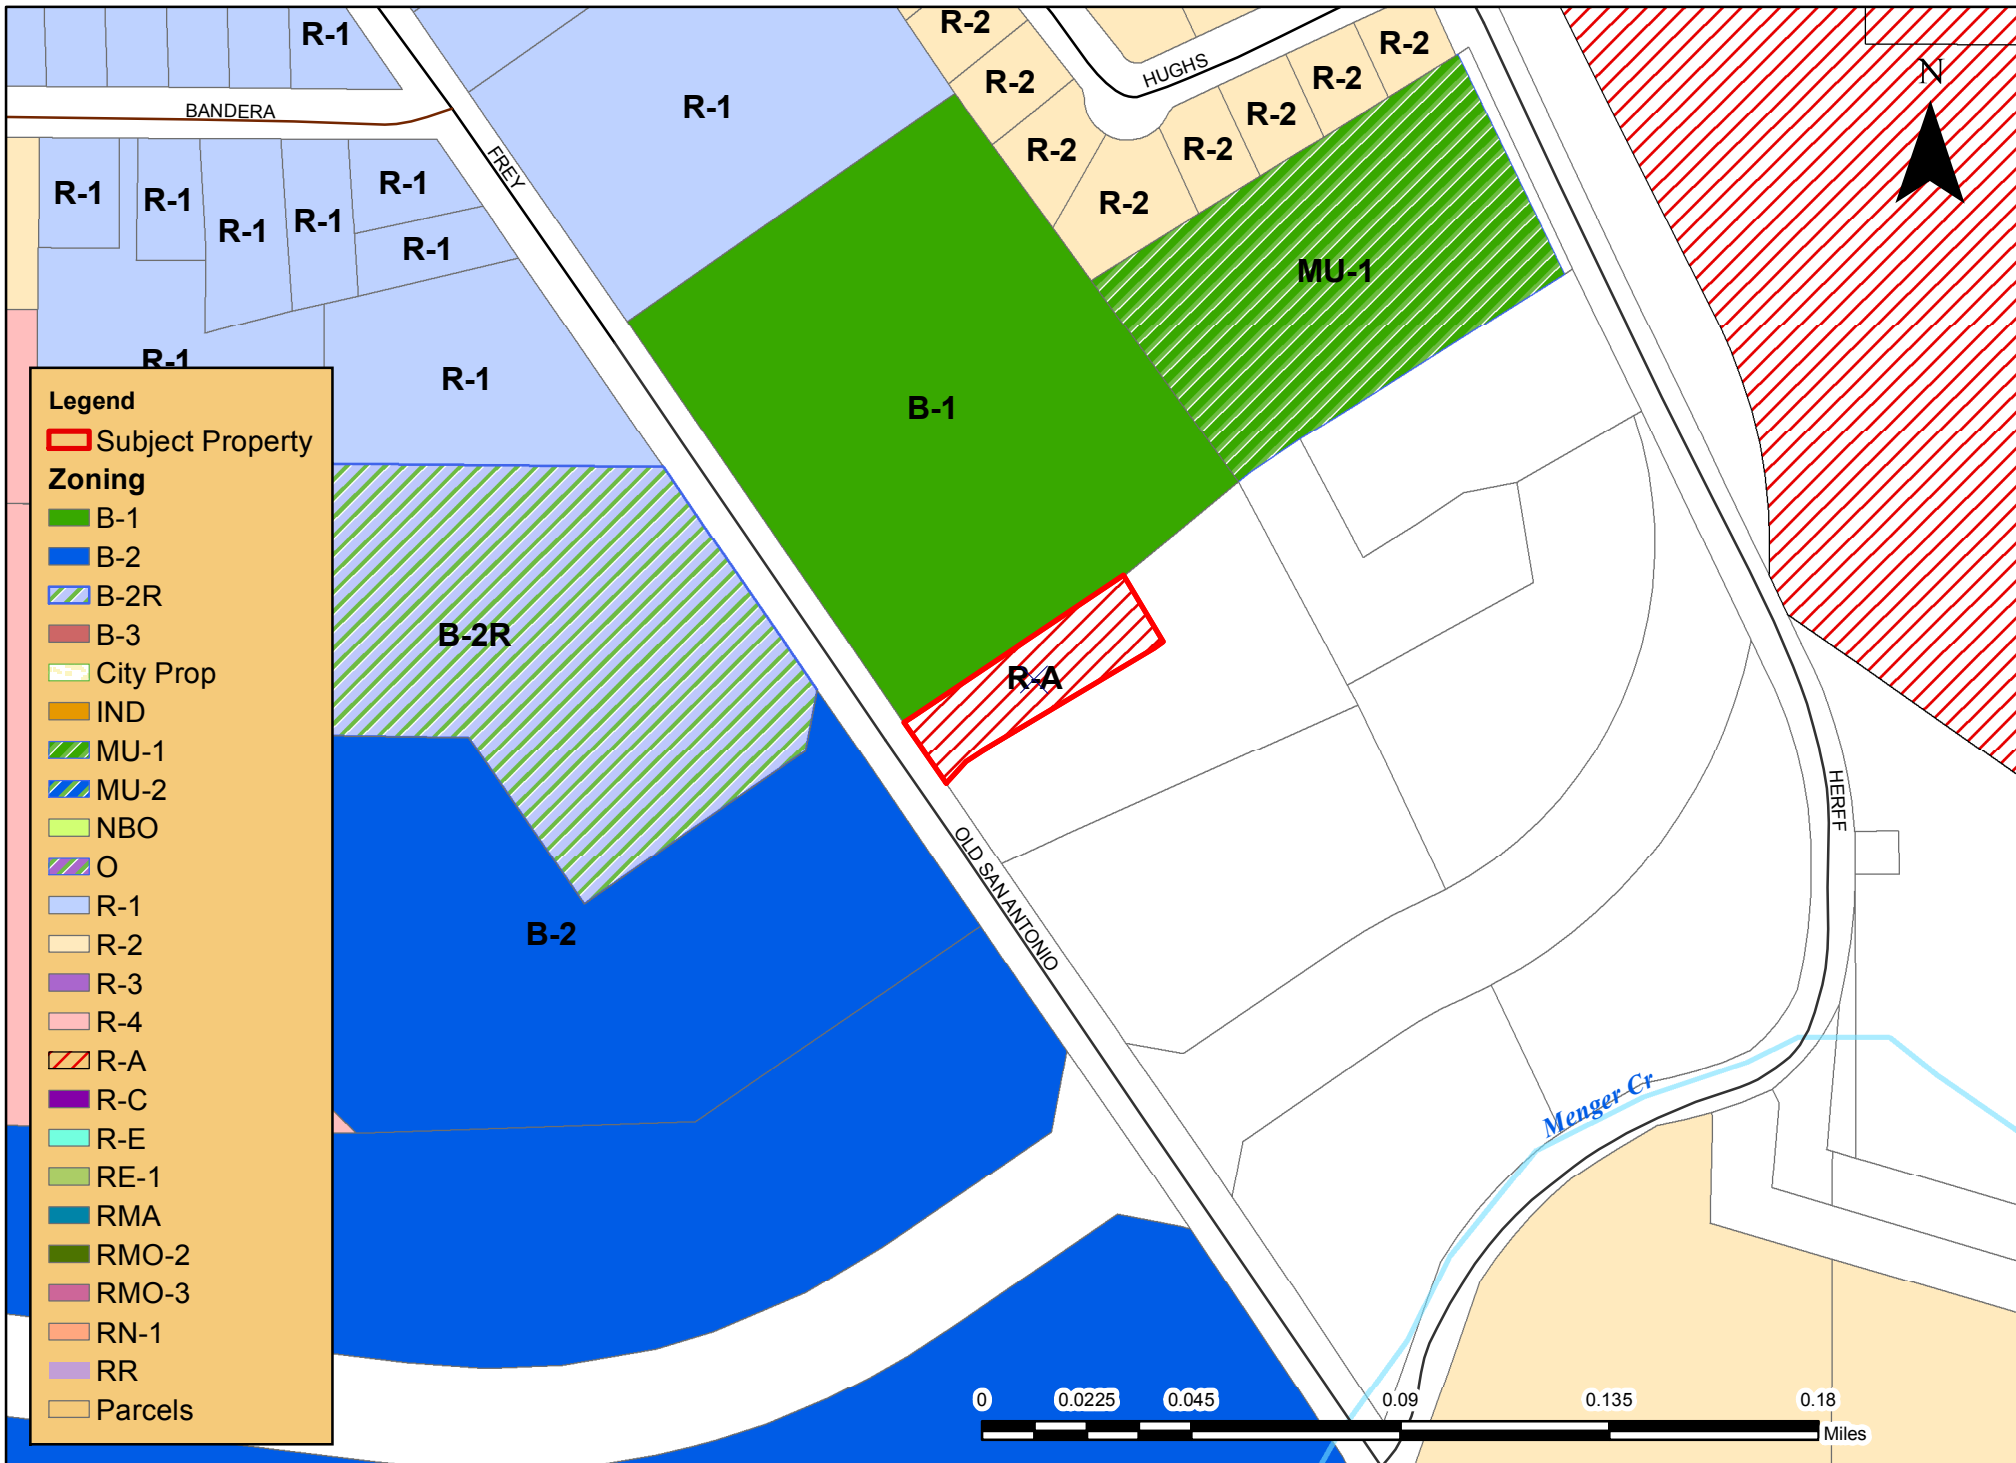 R-1
R-2
R-2
HUGHS
R-2
R-2
R-2
N
BANDERA
R-1
R-2
R-2
R-2
FREY
R-1
R-1
R-1
R-1
R-1
R-1
R-2
MU-1
R-1
R-1
B-1
Legend
Subject Property
Zoning
B-1
B-2
B-2R
B-3
City Prop
IND
MU-1
MU-2
NBO
O
R-1
R-2
R-3
R-4
R-A
R-C
R-E
RE-1
RMA
RMO-2
RMO-3
RN-1
RR
Parcels
B-2R
R-A
HERFF
OLD SAN ANTONIO
B-2
Menger Cr
0 0.0225 0.045 0.09 0.135 0.18
Miles